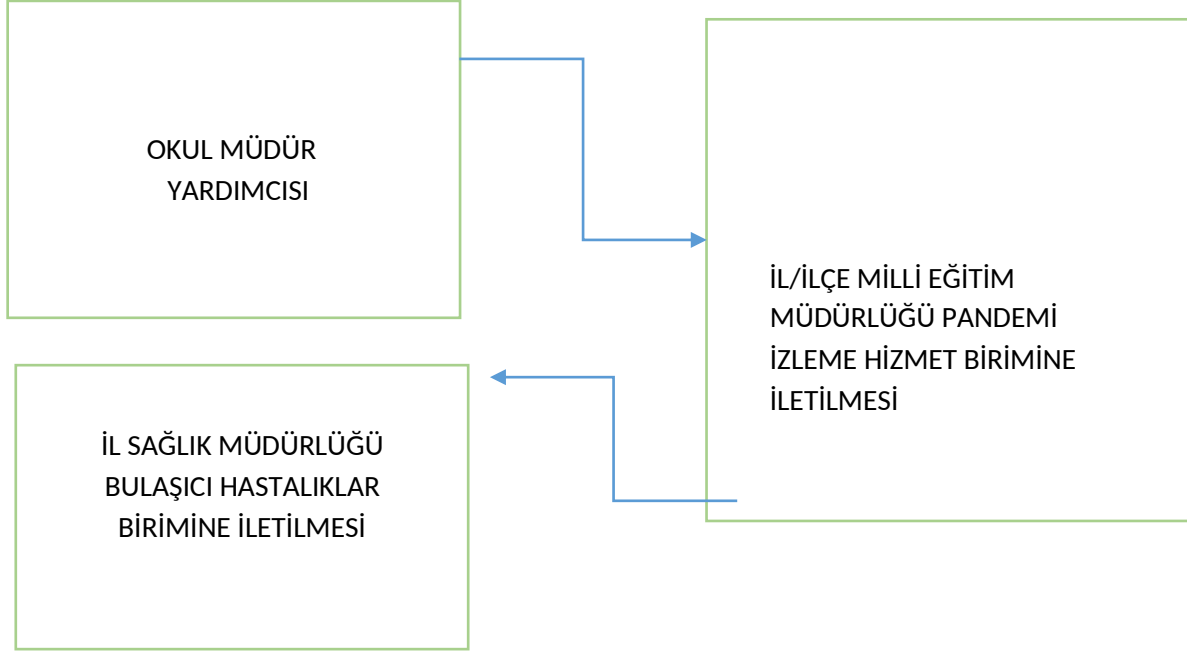 OKUL MÜDÜR
YARDIMCISI
İL/İLÇE MİLLİ EĞİTİM
MÜDÜRLÜĞÜ PANDEMİ
İZLEME HİZMET BİRİMİNE
İLETİLMESİ
İL SAĞLIK MÜDÜRLÜĞÜ
BULAŞICI HASTALIKLAR
BİRİMİNE İLETİLMESİ